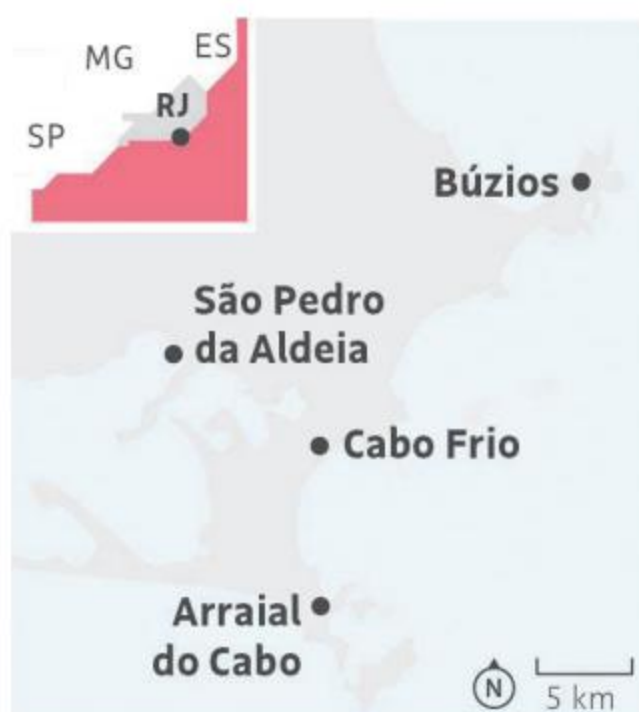 ES
MG
RJ
SP
Búzios
São Pedro
da Aldeia
Cabo Frio
Arraial
do Cabo
N
5 km